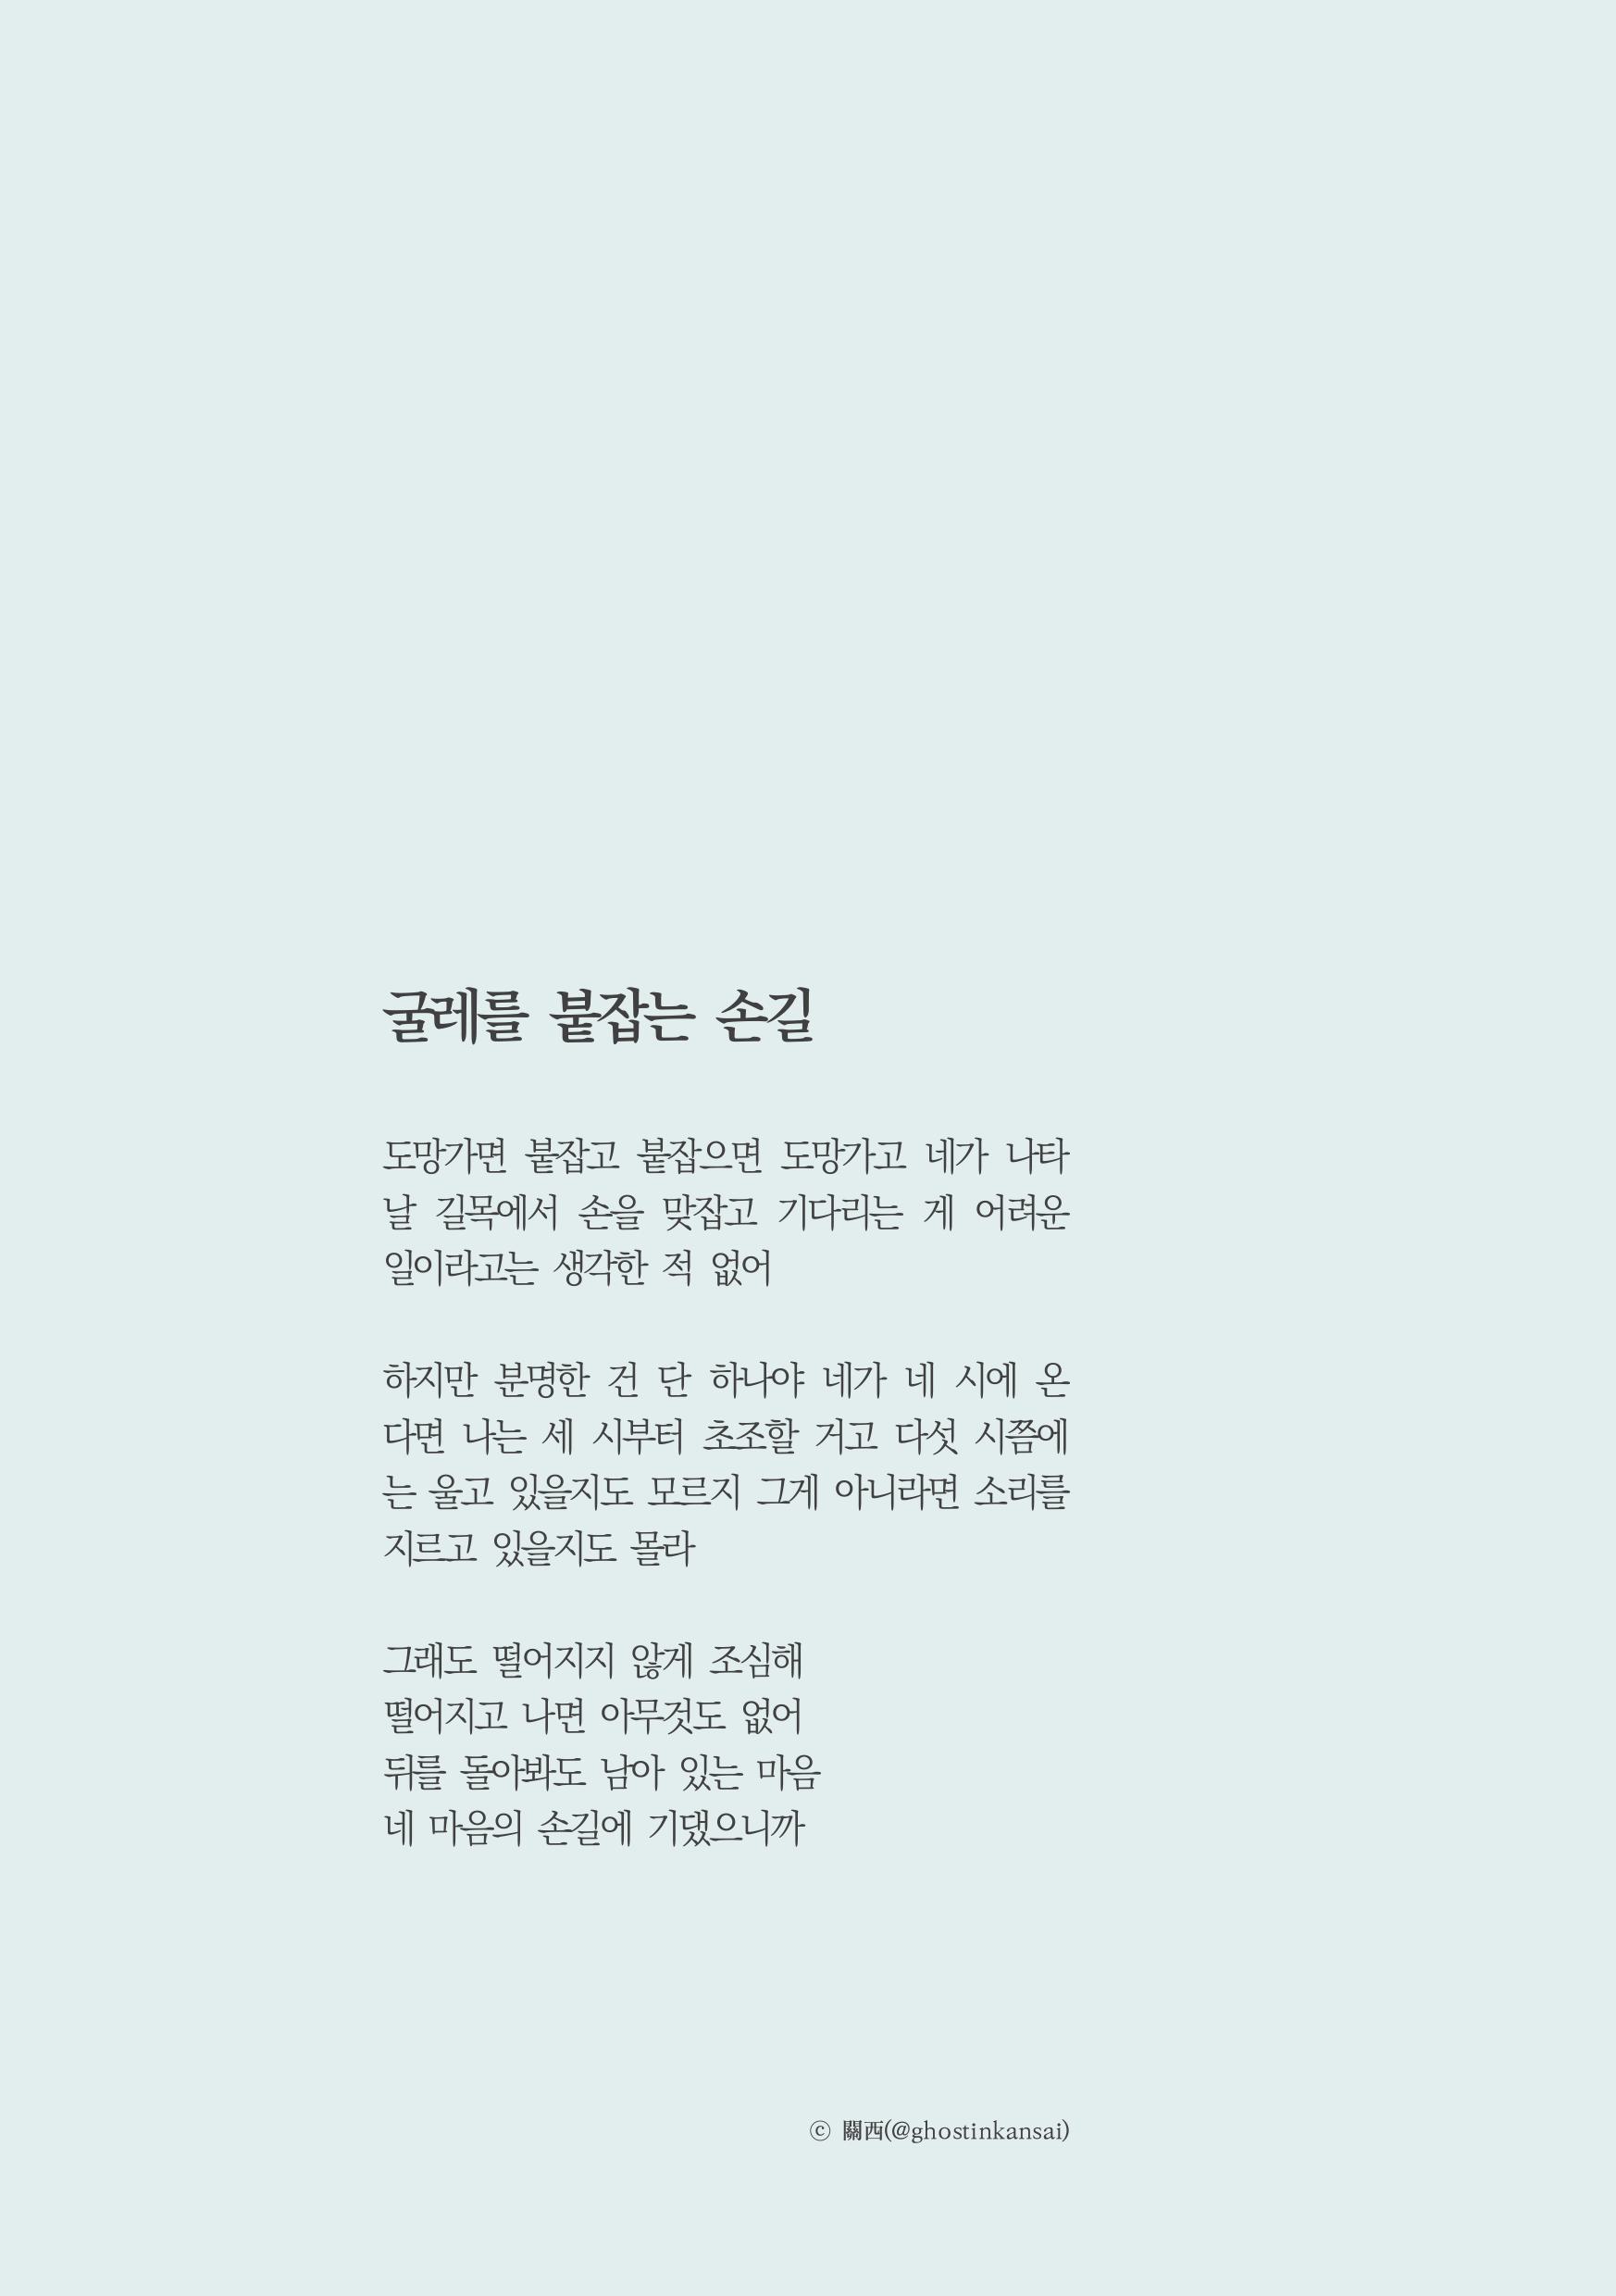 굴레를 붙잡는 손길
도망가면 붙잡고 붙잡으면 도망가고 네가 나타
날 길목에서 손을 맞잡고 기다리는 게 어려운
일이라고는 생각한 적 없어
하지만 분명한 건 단 하나야 네가 네 시에 온
다면 나는 세 시부터 초조할 거고 다섯 시쯤에
는 울고 있을지도 모르지 그게 아니라면 소리를
지르고 있을지도 몰라
그래도 떨어지지 않게 조심해
떨어지고 나면 아무것도 없어
뒤를 돌아봐도 남아 있는 마음
네 마음의 손길에 기댔으니까
ⓒ 關西(@ghostinkansai)